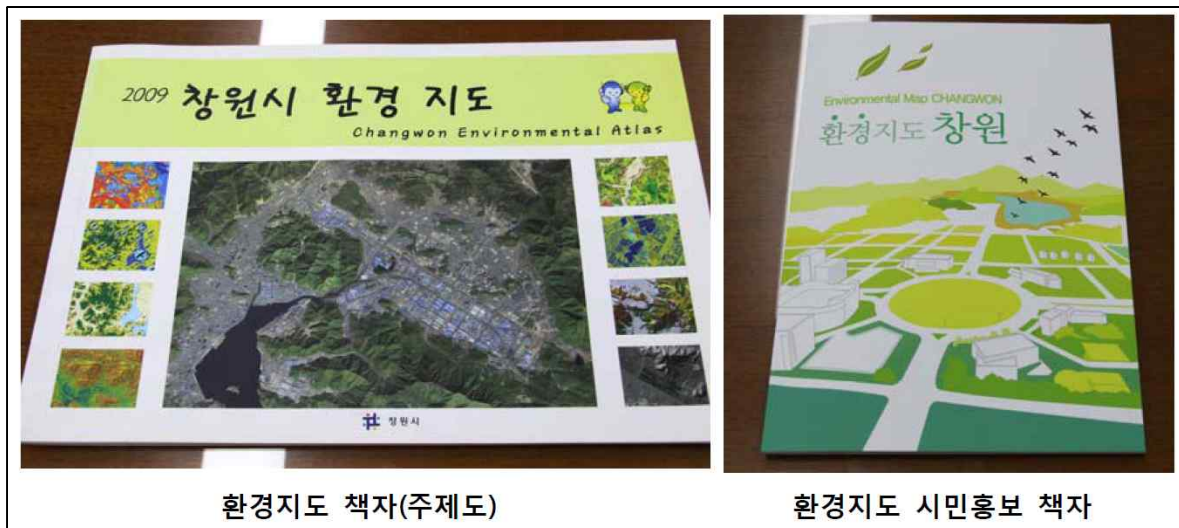 2009 창원시 환경 지도
Changwon Environmental Atlas
창원시
환경지도 책자(주제도)
Environmental Map CHANGWON
환경지도 창원
환경지도 시민홍보 책자